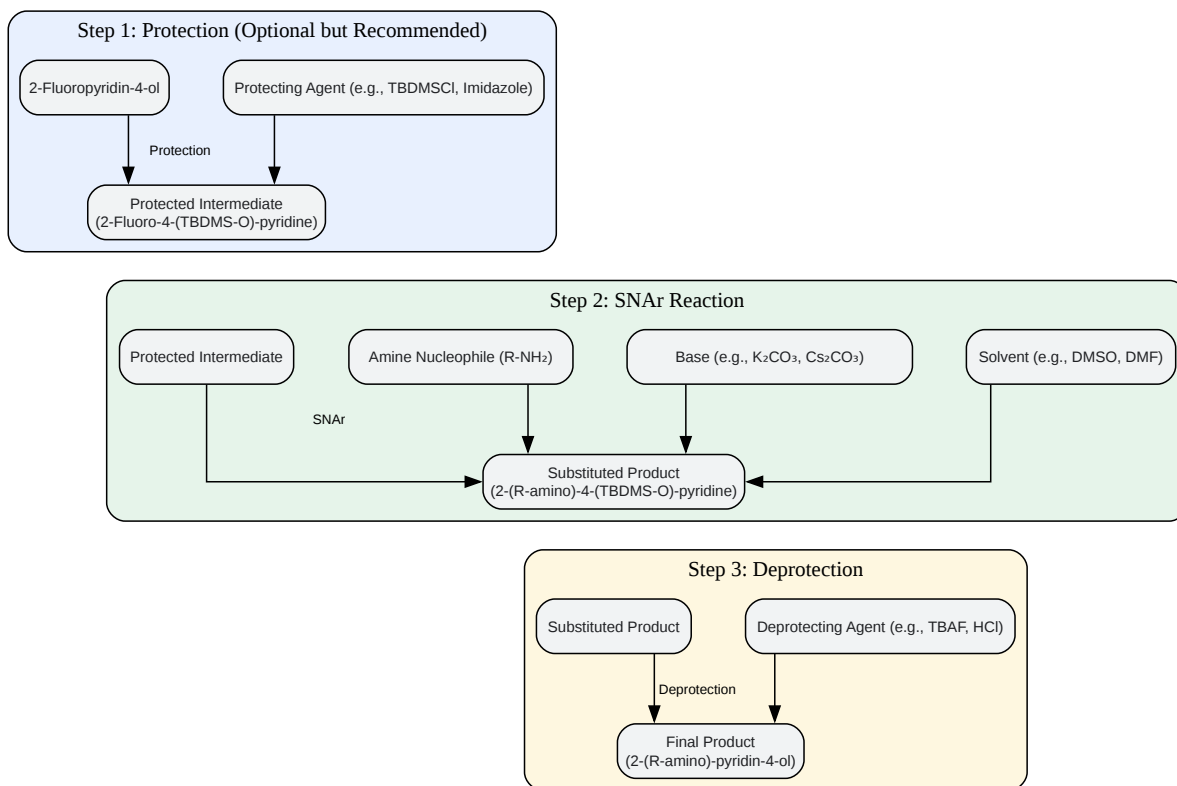 Step 1: Protection (Optional but Recommended)
2-Fluoropyridin-4-ol
Protecting Agent (e.g., TBDMSCl, Imidazole)
Protection
Protected Intermediate
(2-Fluoro-4-(TBDMS-O)-pyridine)
Step 2: SNAr Reaction
Protected Intermediate
Amine Nucleophile (R-NH₂)
Base (e.g., K₂CO₃, Cs₂CO₃)
Solvent (e.g., DMSO, DMF)
SNAr
Substituted Product
(2-(R-amino)-4-(TBDMS-O)-pyridine)
Step 3: Deprotection
Substituted Product
Deprotecting Agent (e.g., TBAF, HCl)
Deprotection
Final Product
(2-(R-amino)-pyridin-4-ol)